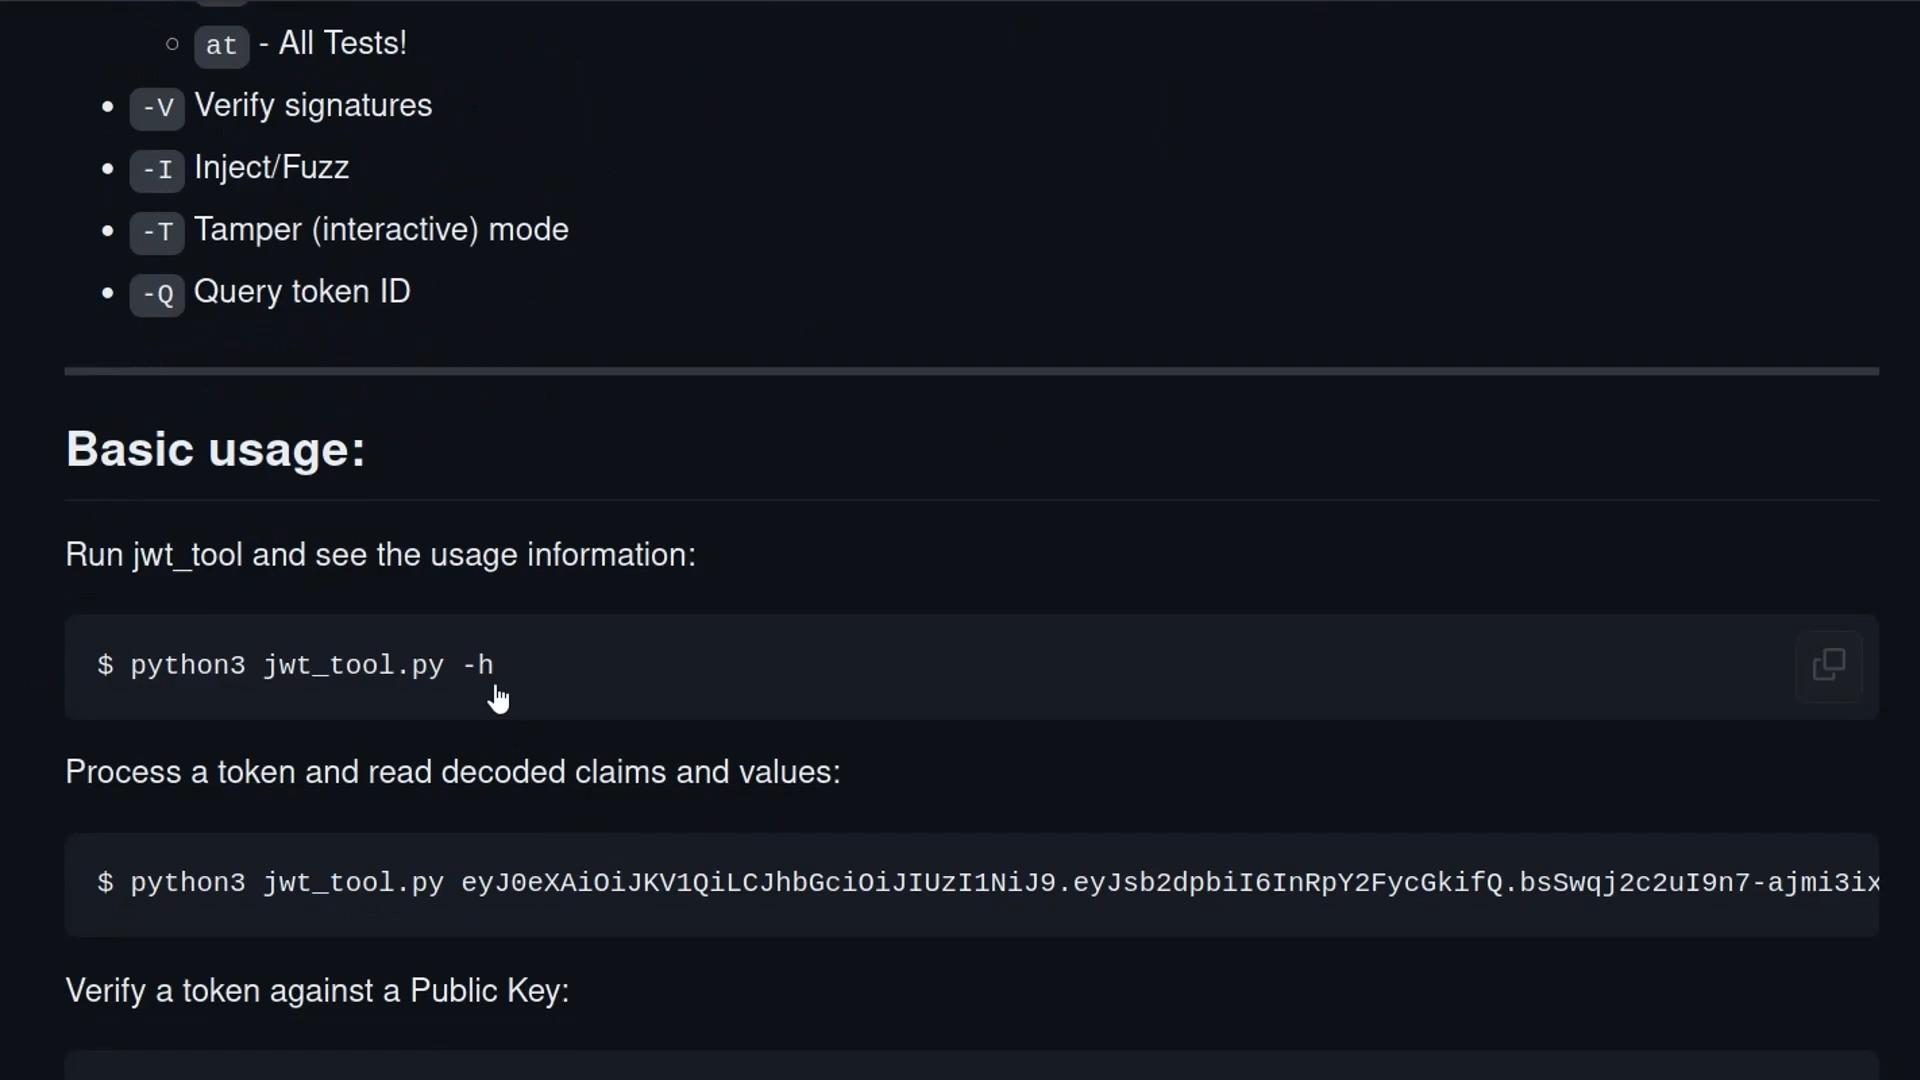 at - All Tests!
-V Verify signatures
-I Inject/Fuzz
-T Tamper (interactive) mode
-Q Query token ID
Basic usage:
Run jwt_tool and see the usage information:
$ python3 jwt_tool.py -h
Process a token and read decoded claims and values:
$ python3 jwt_tool.py eyJ0eXAiOiJKV1QiLCJhbGciOiJIUzI1NiJ9.eyJsb2dpbiI6InRpY2FycGkifQ.bsSwqj2c2uI9n7-ajmi3ix
Verify a token against a Public Key: